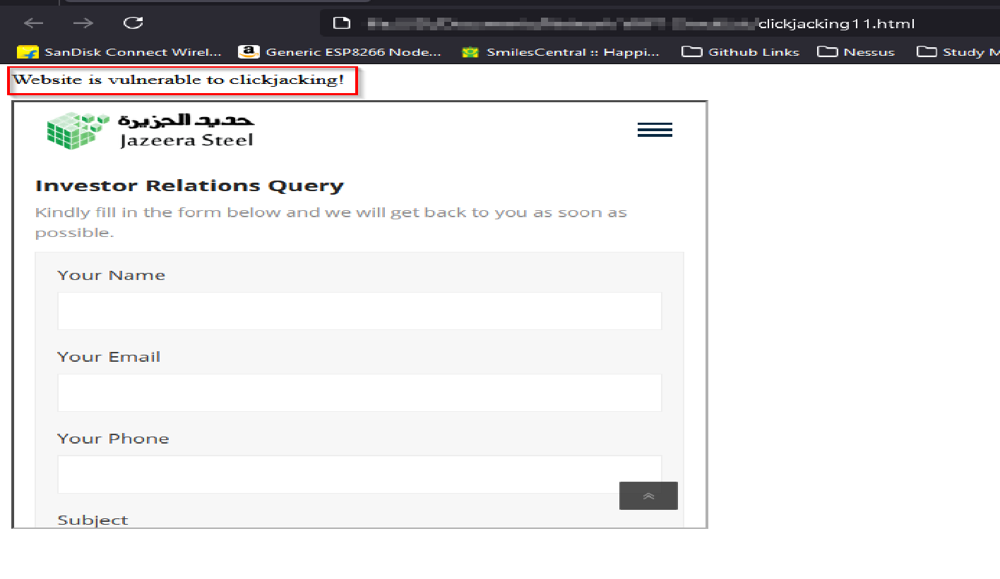 clickjacking11.html
SanDisk Connect Wirel... Generic ESP8266 Node... SmilesCentral :: Happi... Github Links Nessus Study M
Website is vulnerable to clickjacking!
حديد الجزيرة
Jazeera Steel
Investor Relations Query
Kindly fill in the form below and we will get back to you as soon as
possible.
Your Name
Your Email
Your Phone
Subject